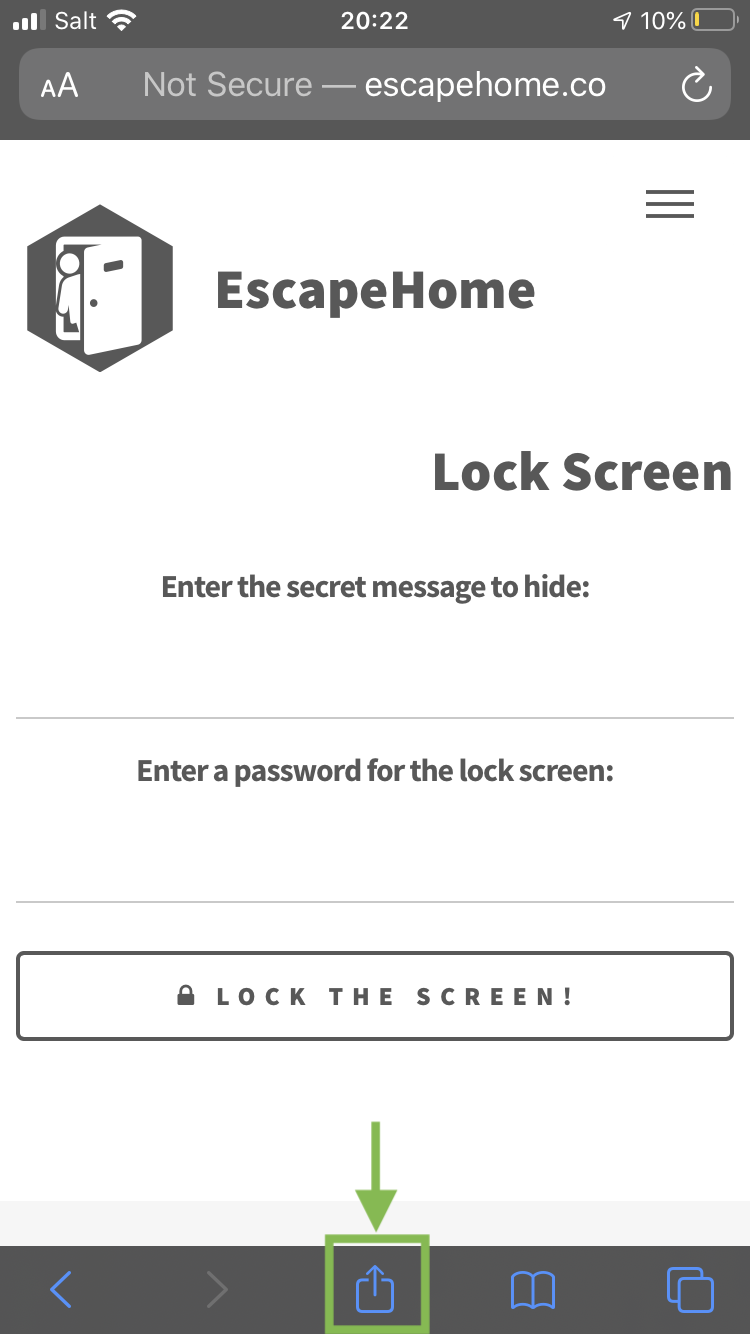 Salt 20:22 10%
AA Not Secure — escapehome.co
EscapeHome
Lock Screen
Enter the secret message to hide:
Enter a password for the lock screen:
LOCK THE SCREEN!